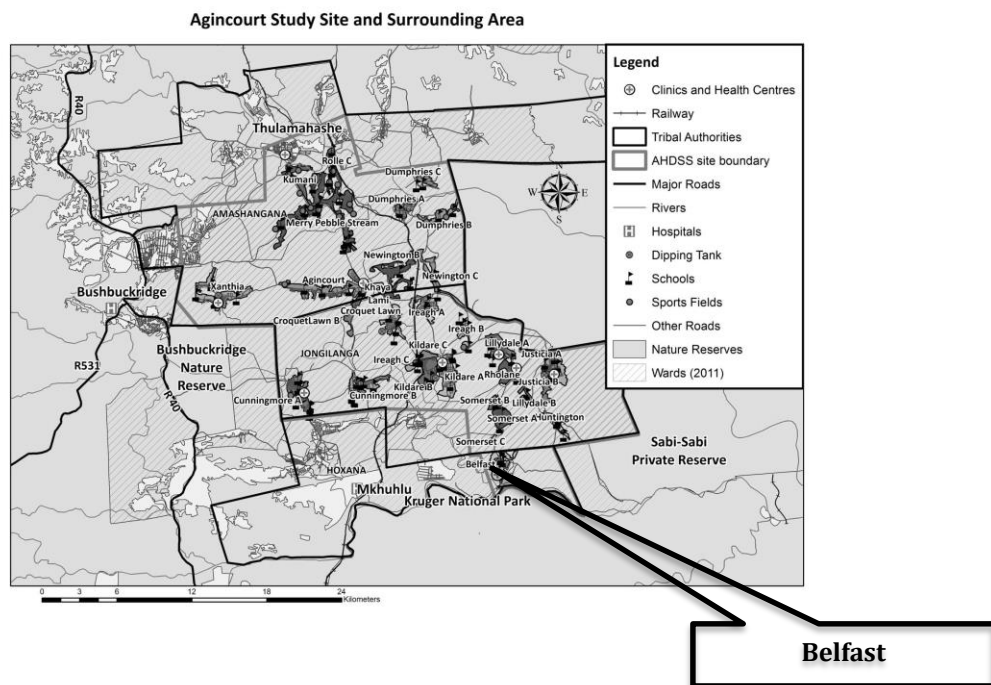 Agincourt Study Site and Surrounding Area
Legend
Clinics and Health Centres
Railway
Tribal Authorities
AHDSS site boundary
Major Roads
Rivers
Hospitals
Dipping Tank
Schools
Sports Fields
Other Roads
Nature Reserves
Wards (2011)
R40
Thulamahashe
Rolle C
Kumani
Dumphries C
Dumphries A
AMASHANGANA
Merry Pebble Stream
Dumphries B
N
W
E
S
Newington B
Newington C
Xanthia
Agincourt
Khaya
Lami
Bushbuckridge
H
Croquet Lawn
Ireagh A
CroquetLawn B
Ireagh B
Bushbuckridge
Nature
Reserve
JONGILANGA
Kildare C
Lillydale A
Justicia A
R531
Ireagh C
Rholane
Kildare A
Justicia B
R 40
Kildare B
Cunningmore A
Cunningmore B
Lillydale B
Somerset B
Somerset A
Huntington
Somerset C
Sabi-Sabi
Private Reserve
Belfast
HOXANA
Mkhuhlu
Kruger National Park
0 3 6 12 18 24
Kilometers
Belfast